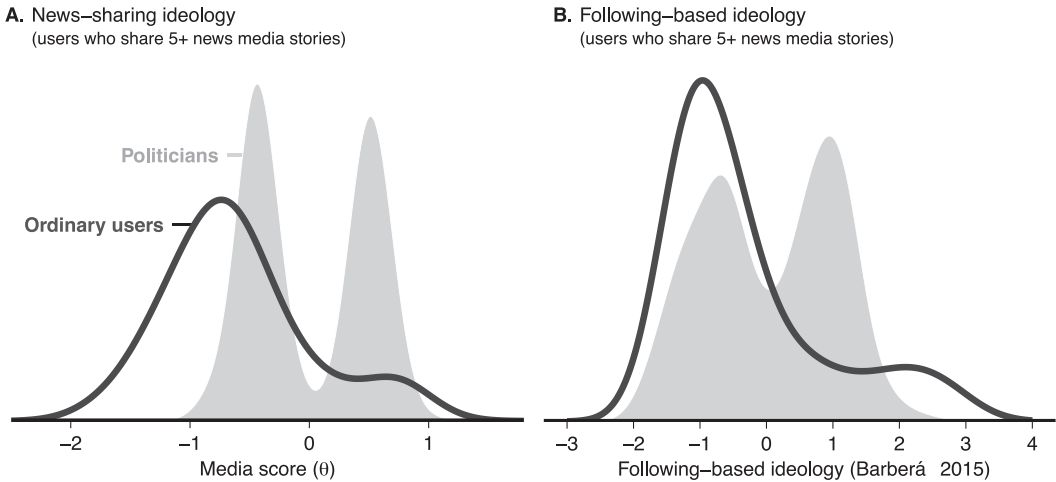 A. News−sharing ideology
(users who share 5+ news media stories)
Politicians
Ordinary users
−2 −1 0 1
Media score (θ)
B. Following−based ideology
(users who share 5+ news media stories)
−3 −2 −1 0 1 2 3 4
Following−based ideology (Barberá 2015)